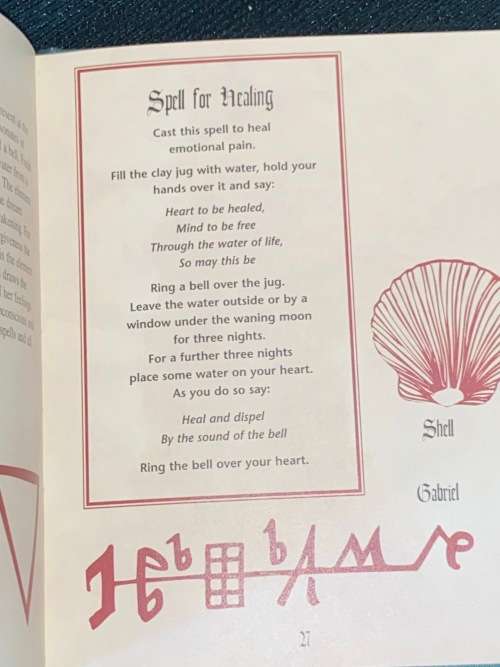 Spell for Healing
Cast this spell to heal
emotional pain.
Fill the clay jug with water, hold your
hands over it and say:
Heart to be healed,
Mind to be free
Through the water of life,
So may this be
Ring a bell over the jug.
Leave the water outside or by a
window under the waning moon
for three nights.
For a further three nights
place some water on your heart.
As you do so say:
Heal and dispel
By the sound of the bell
Ring the bell over your heart.
Shell
Gabriel
27